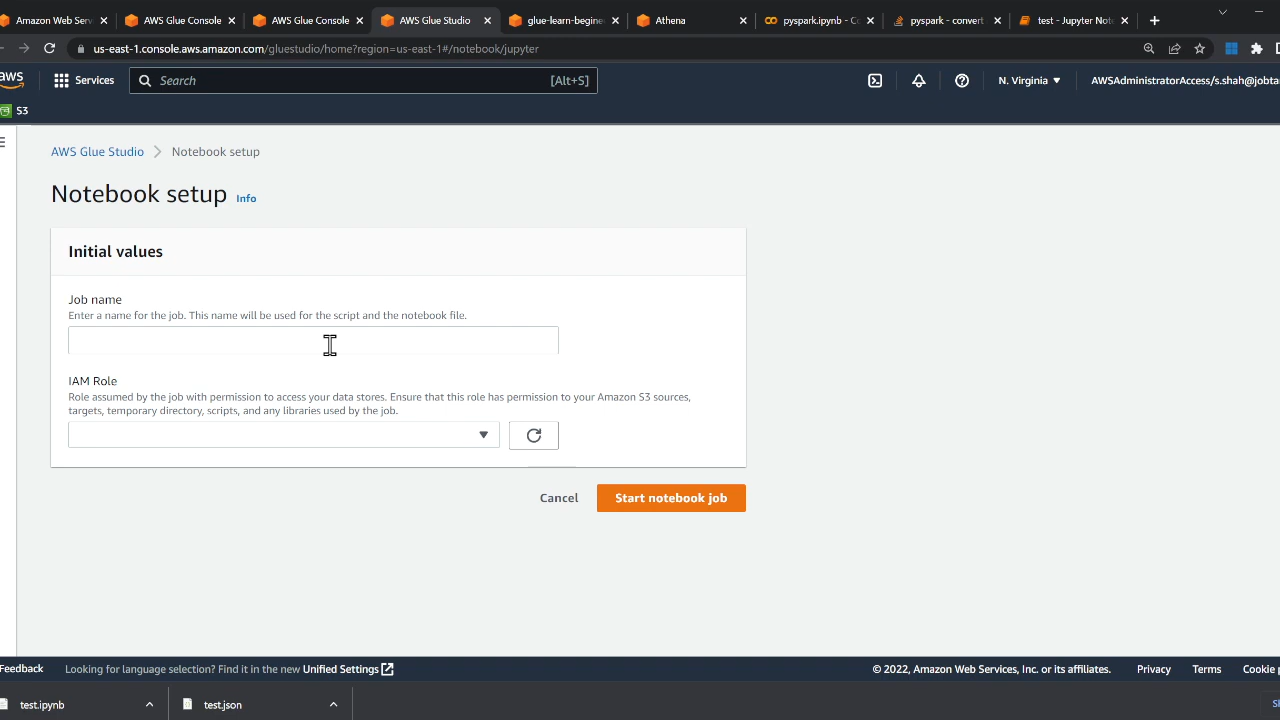 Amazon Web Serv
AWS Glue Console
AWS Glue Console
AWS Glue Studio
glue-learn-begine
Athena
pyspark.ipynb - Co
pyspark - convert
test - Jupyter Note
us-east-1.console.aws.amazon.com/gluestudio/home?region=us-east-1#/notebook/jupyter
aws
Services
Search
[Alt+S]
N. Virginia
AWSAdministratorAccess/s.shah@jobta
S3
AWS Glue Studio
Notebook setup
Notebook setup Info
Initial values
Job name
Enter a name for the job. This name will be used for the script and the notebook file.
IAM Role
Role assumed by the job with permission to access your data stores. Ensure that this role has permission to your Amazon S3 sources,
targets, temporary directory, scripts, and any libraries used by the job.
Cancel
Start notebook job
Feedback
Looking for language selection? Find it in the new Unified Settings
© 2022, Amazon Web Services, Inc. or its affiliates.
Privacy
Terms
Cookie
test.ipynb
test.json